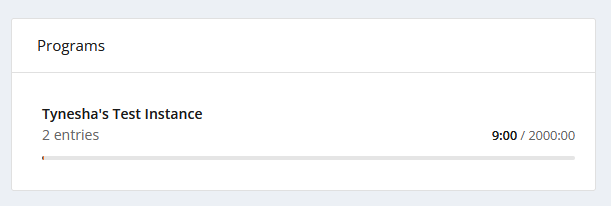 Programs
Tynesha's Test Instance
2 entries
9:00 / 2000:00